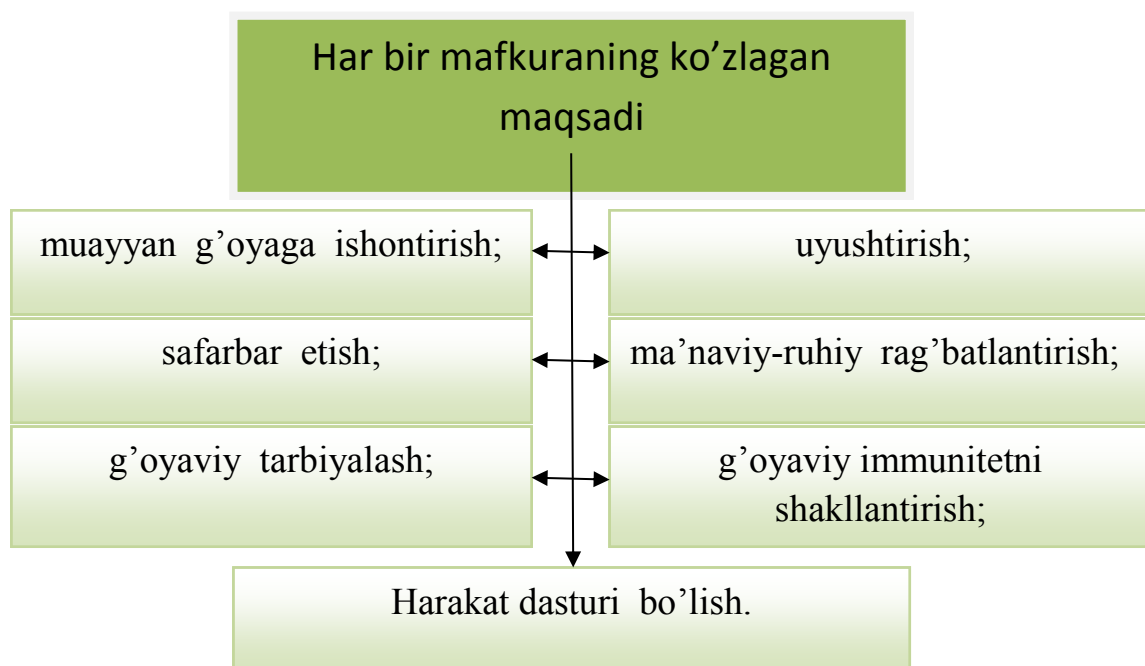 Har bir mafkuraning ko’zlagan
maqsadi
muayyan g’oyaga ishontirish;
uyushtirish;
safarbar etish;
ma’naviy-ruhiy rag’batlantirish;
g’oyaviy tarbiyalash;
g’oyaviy immunitetni
shakllantirish;
Harakat dasturi bo’lish.